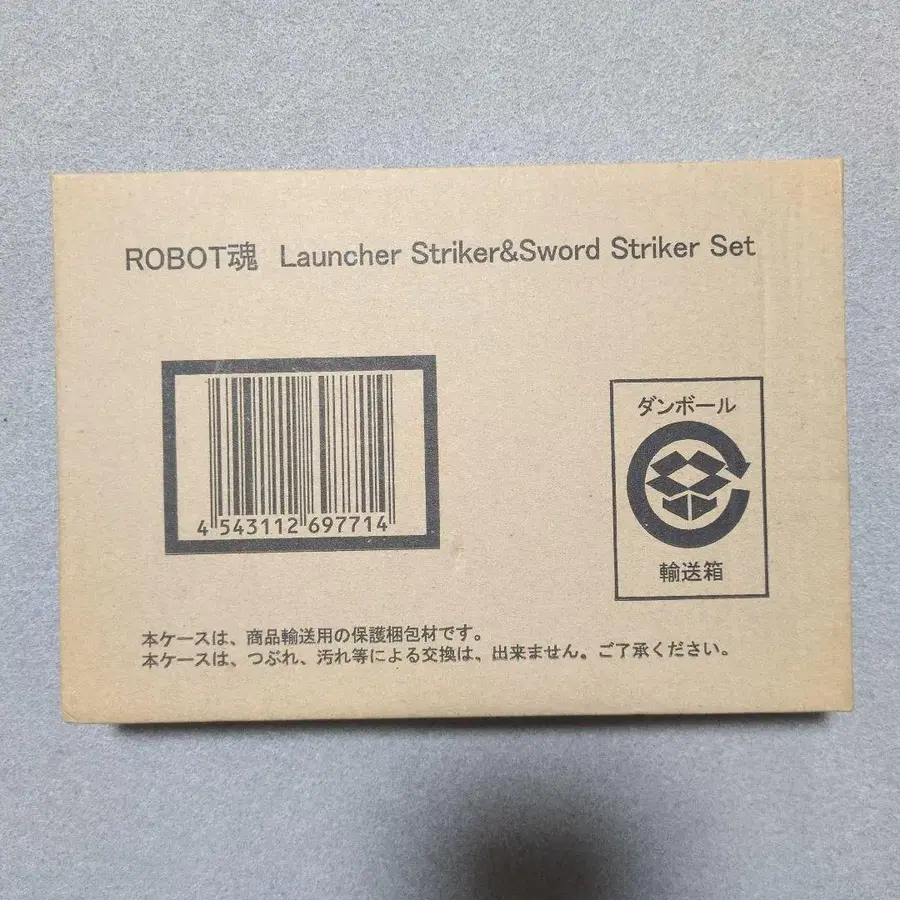 ROBOT魂 Launcher Striker&Sword Striker Set
4 543112 697714
ダンボール
輸送箱
本ケースは、商品輸送用の保護梱包材です。
本ケースは、つぶれ、汚れ等による交換は、出来ません。ご了承ください。